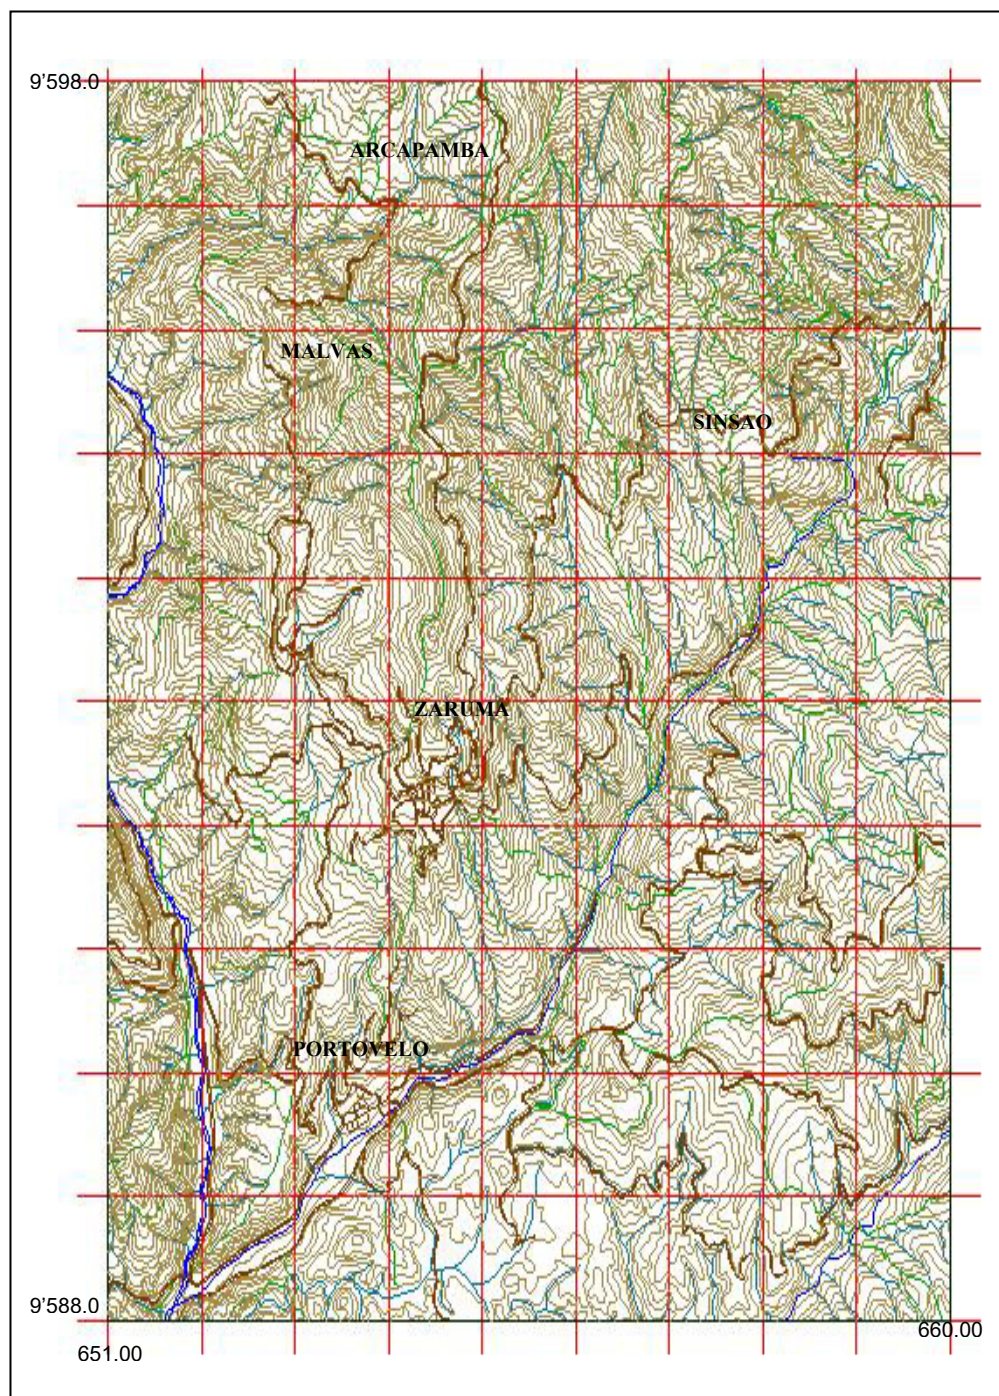 9’598.0
ARCAPAMBA
MALVAS
SINSAO
ZARUMA
PORTOVELO
9’588.0
660.00
651.00